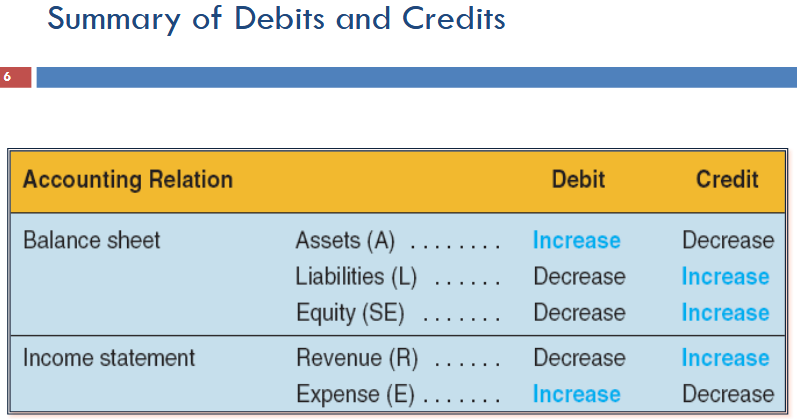 Summary of Debits and Credits
6
Accounting Relation Debit Credit
Balance sheet Assets (A) ........ Increase Decrease
Liabilities (L) ...... Decrease Increase
Equity (SE) ....... Decrease Increase
Income statement Revenue (R) ...... Decrease Increase
Expense (E) ....... Increase Decrease